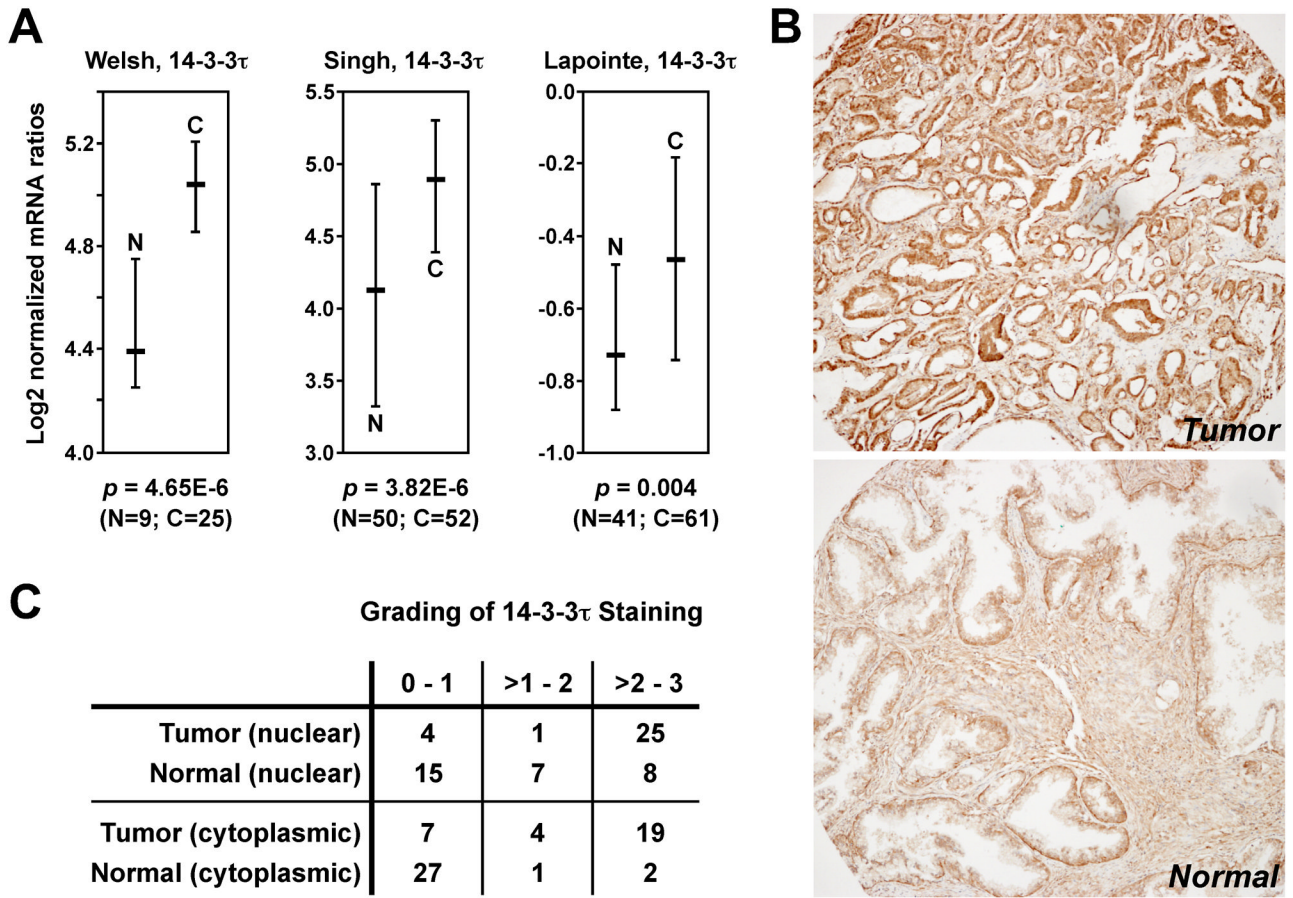 A
Welsh, 14-3-3τ
Singh, 14-3-3τ
Lapointe, 14-3-3τ
Log2 normalized mRNA ratios
5.2
4.8
4.4
4.0
N
C
5.5
5.0
4.5
4.0
3.5
3.0
N
C
0.0
-0.2
-0.4
-0.6
-0.8
-1.0
N
C
p = 4.65E-6
(N=9; C=25)
p = 3.82E-6
(N=50; C=52)
p = 0.004
(N=41; C=61)
B
Tumor
Normal
C
Grading of 14-3-3τ Staining
0 - 1 >1 - 2 >2 - 3
Tumor (nuclear) 4 1 25
Normal (nuclear) 15 7 8
Tumor (cytoplasmic) 7 4 19
Normal (cytoplasmic) 27 1 2